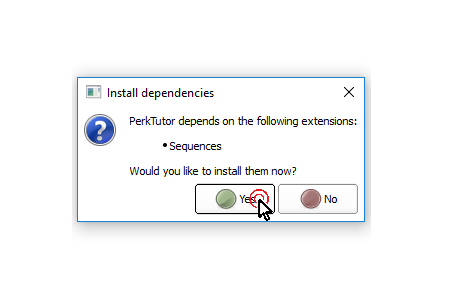 Install dependencies
PerkTutor depends on the following extensions:
• Sequences
Would you like to install them now?
Yes No